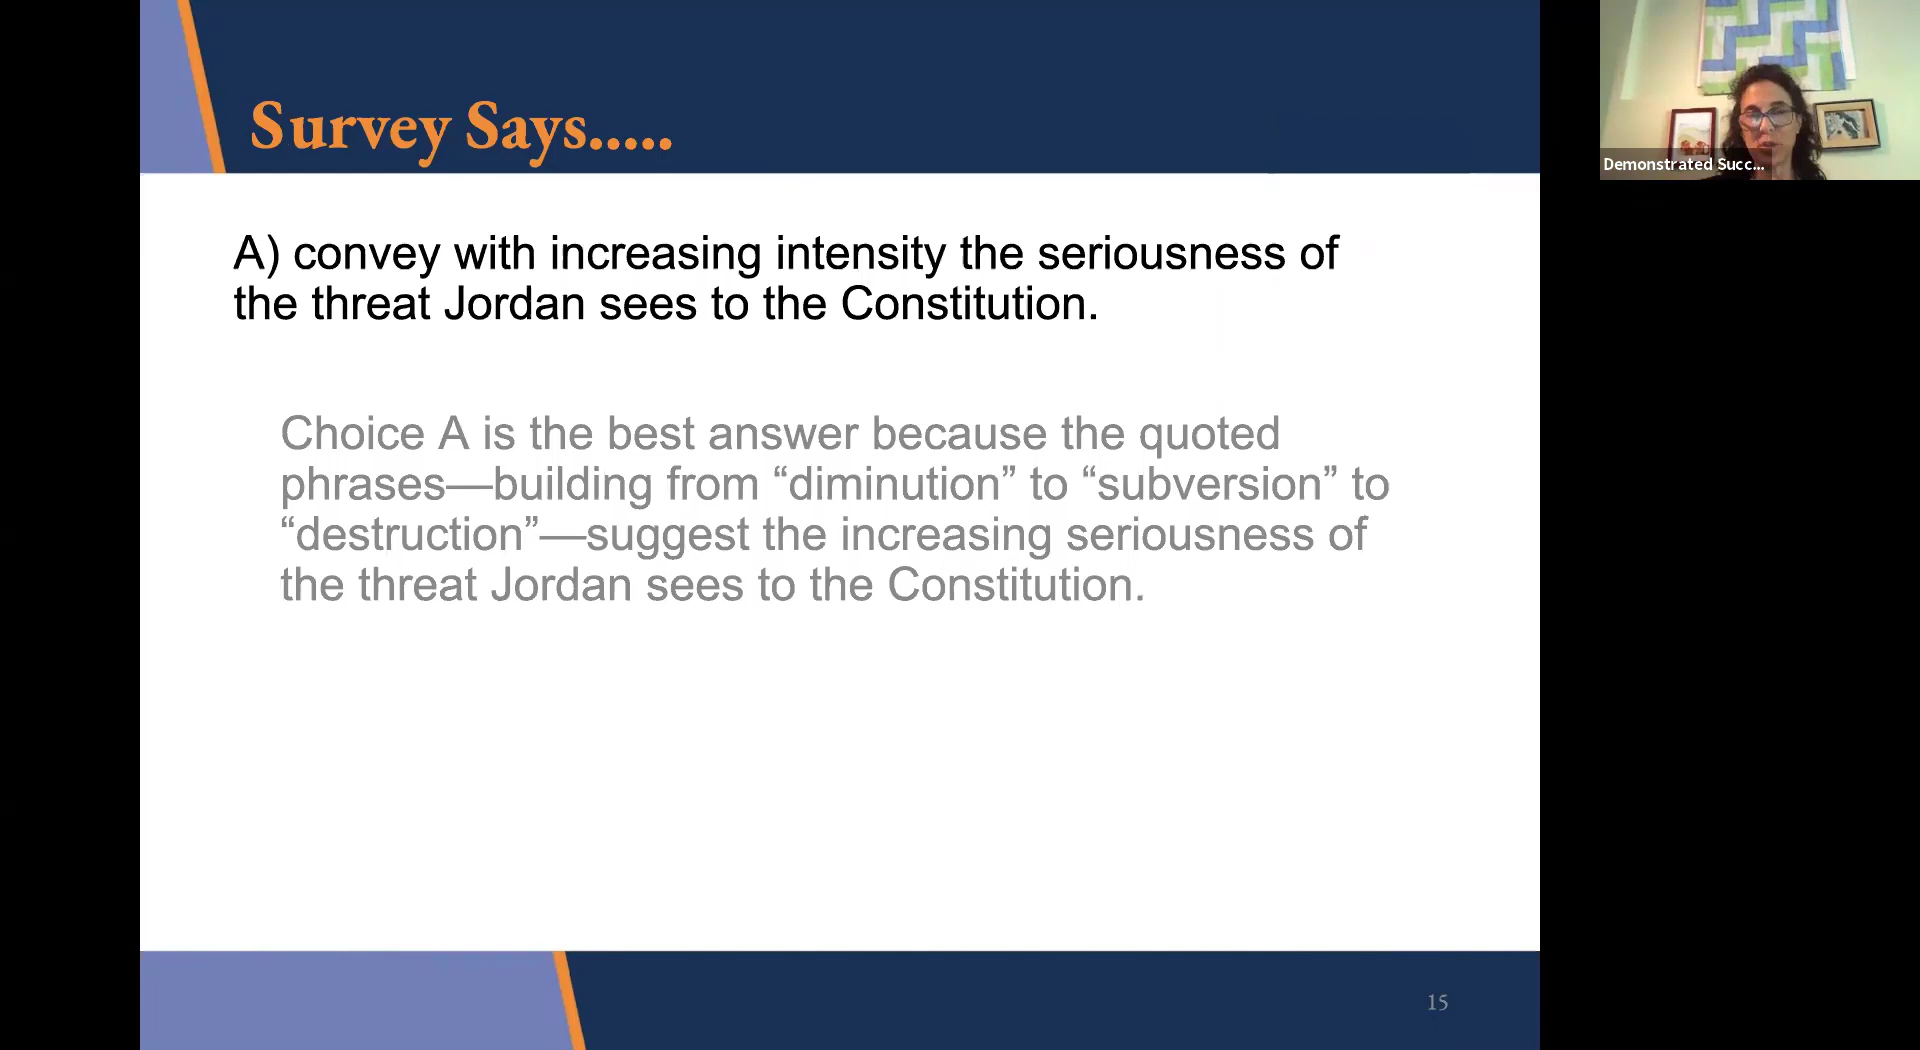 Survey Says.....
Demonstrated Succ...
A) convey with increasing intensity the seriousness of
the threat Jordan sees to the Constitution.
Choice A is the best answer because the quoted
phrases—building from “diminution” to “subversion” to
“destruction”—suggest the increasing seriousness of
the threat Jordan sees to the Constitution.
15